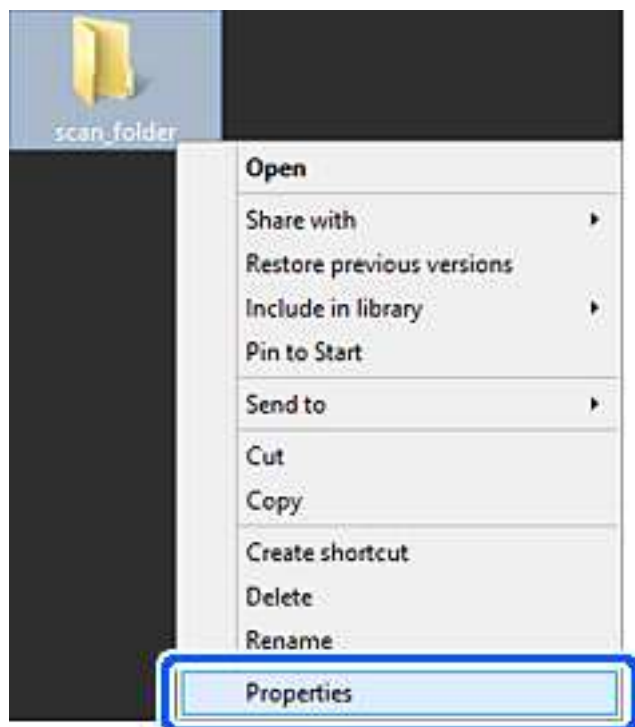 scan_folder
Open
Share with
Restore previous versions
Include in library
Pin to Start
Send to
Cut
Copy
Create shortcut
Delete
Rename
Properties